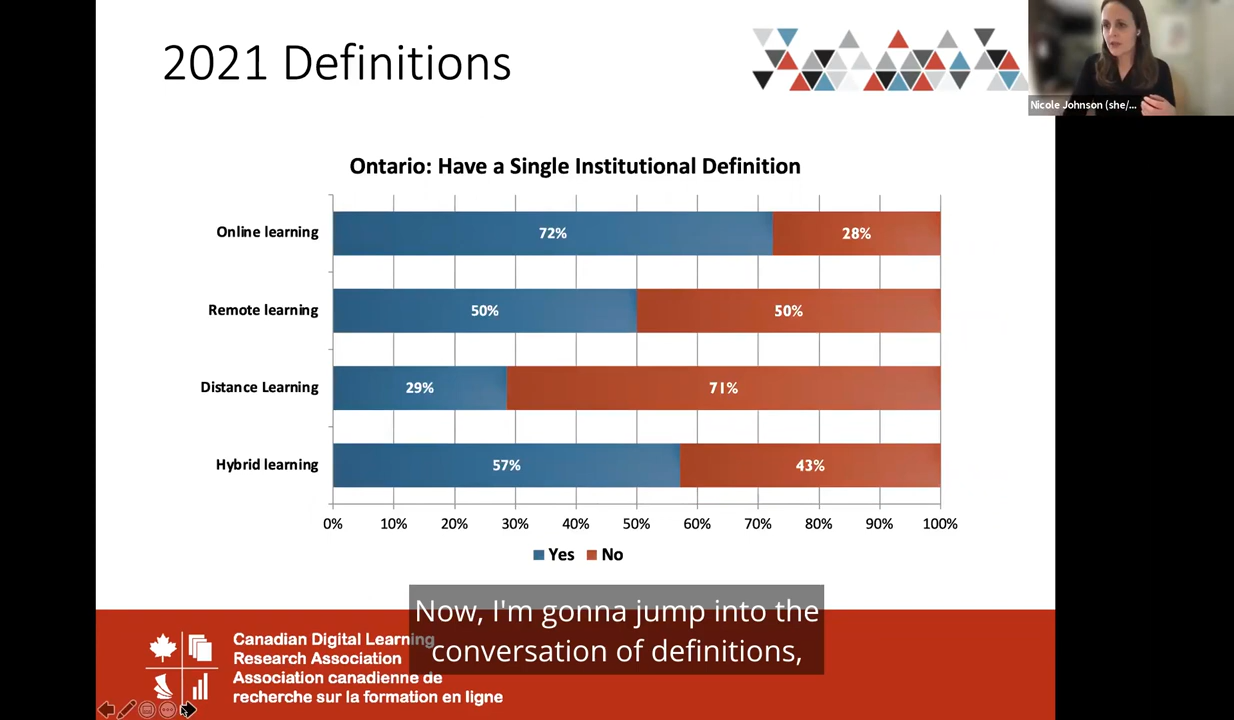 2021 Definitions
Nicole Johnson (she/...
Ontario: Have a Single Institutional Definition
Online learning
72%
28%
Remote learning
50%
50%
Distance Learning
29%
71%
Hybrid learning
57%
43%
0%
10%
20%
30%
40%
50%
60%
70%
80%
90%
100%
Yes
No
Now, I'm gonna jump into the
conversation of definitions,
Canadian Digital Learning
Research Association
Association canadienne de
recherche sur la formation en ligne